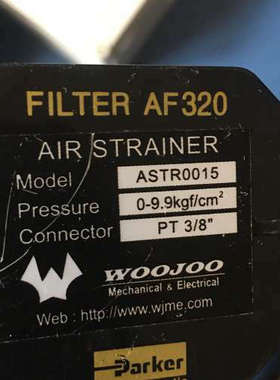 FILTER AF320
AIR STRAINER
Model ASTR0015
Pressure 0-9.9kgf/cm²
Connector PT 3/8"
WOOJOO
Mechanical & Electrical
Web : http://www.wjme.com
Parker